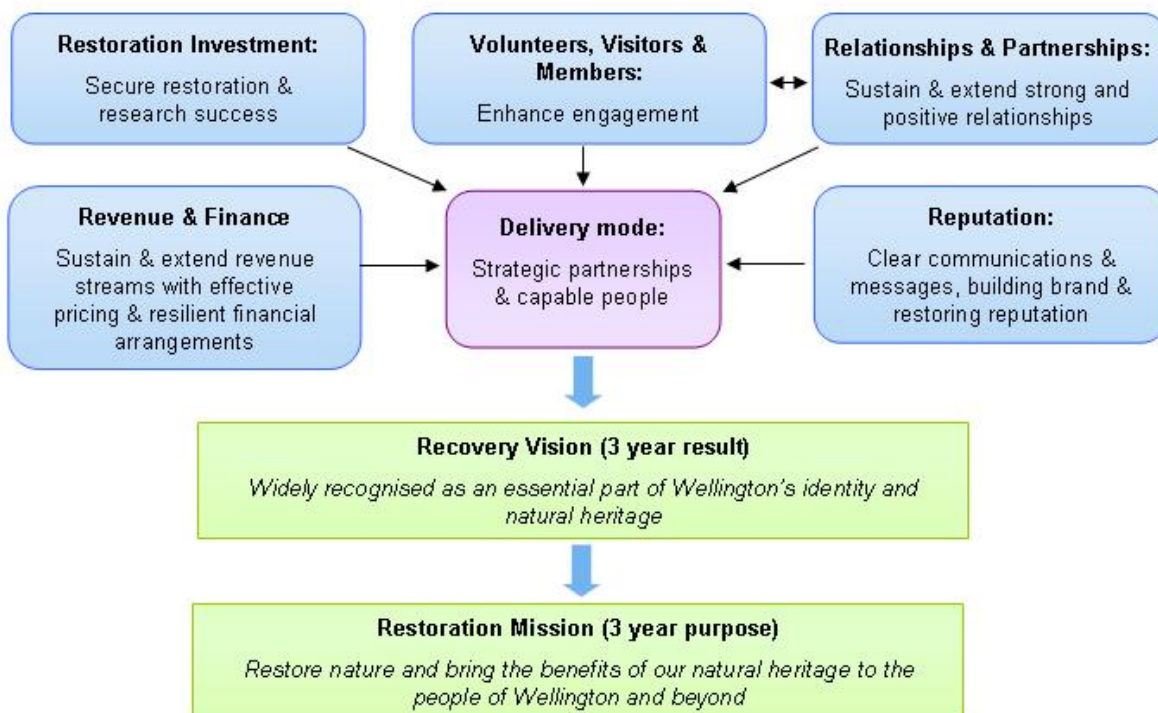 Restoration Investment:
Secure restoration &
research success
Volunteers, Visitors &
Members:
Enhance engagement
Relationships & Partnerships:
Sustain & extend strong and
positive relationships
Revenue & Finance
Sustain & extend revenue
streams with effective
pricing & resilient financial
arrangements
Delivery mode:
Strategic partnerships
& capable people
Reputation:
Clear communications &
messages, building brand &
restoring reputation
Recovery Vision (3 year result)
Widely recognised as an essential part of Wellington's identity and
natural heritage
Restoration Mission (3 year purpose)
Restore nature and bring the benefits of our natural heritage to the
people of Wellington and beyond